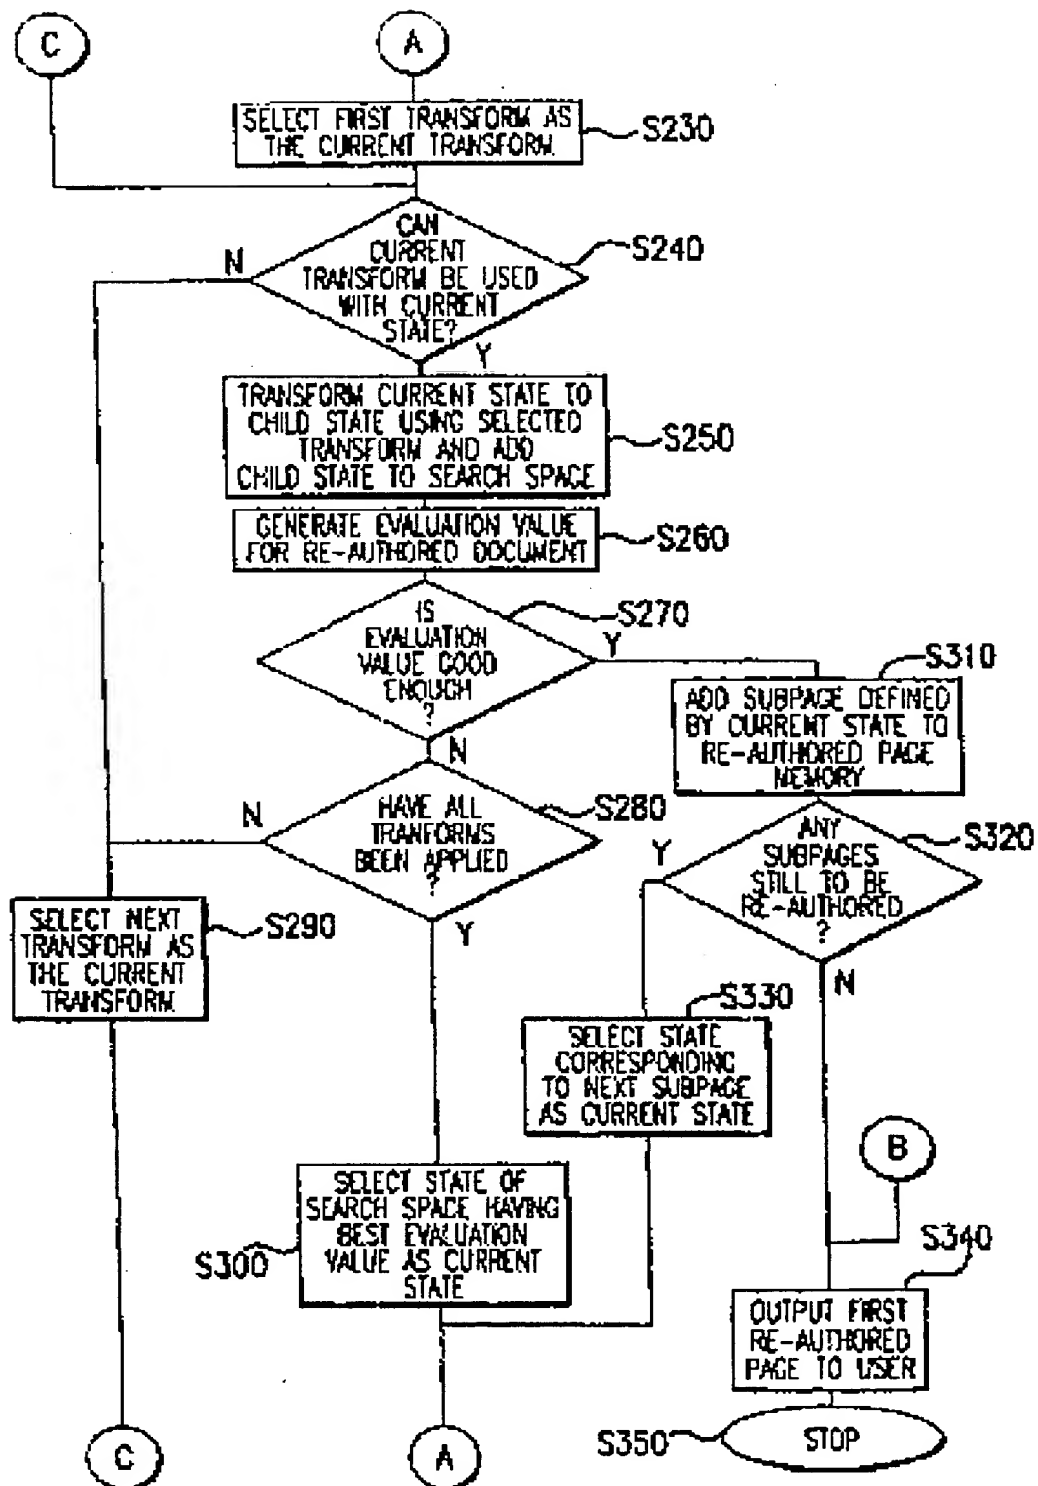 C
A
SELECT FIRST TRANSFORM AS
THE CURRENT TRANSFORM
S230
CAN
CURRENT
TRANSFORM BE USED
WITH CURRENT
STATE?
S240
N
Y
TRANSFORM CURRENT STATE TO
CHILD STATE USING SELECTED
TRANSFORM AND ADD
CHILD STATE TO SEARCH SPACE
S250
GENERATE EVALUATION VALUE
FOR RE-AUTHORED DOCUMENT
S260
IS
EVALUATION
VALUE GOOD
ENOUGH
?
S270
Y
N
S310
ADD SUBPAGE DEFINED
BY CURRENT STATE TO
RE-AUTHORED PAGE
MEMORY
HAVE ALL
TRANFORMS
BEEN APPLIED
?
S280
N
Y
ANY
SUBPAGES
STILL TO BE
RE-AUTHORED
?
S320
Y
N
SELECT NEXT
TRANSFORM AS
THE CURRENT
TRANSFORM
S290
S330
SELECT STATE
CORRESPONDING
TO NEXT SUBPAGE
AS CURRENT STATE
B
SELECT STATE OF
SEARCH SPACE HAVING
BEST EVALUATION
VALUE AS CURRENT
STATE
S300
S340
OUTPUT FIRST
RE-AUTHORED
PAGE TO USER
S350
STOP
C
A